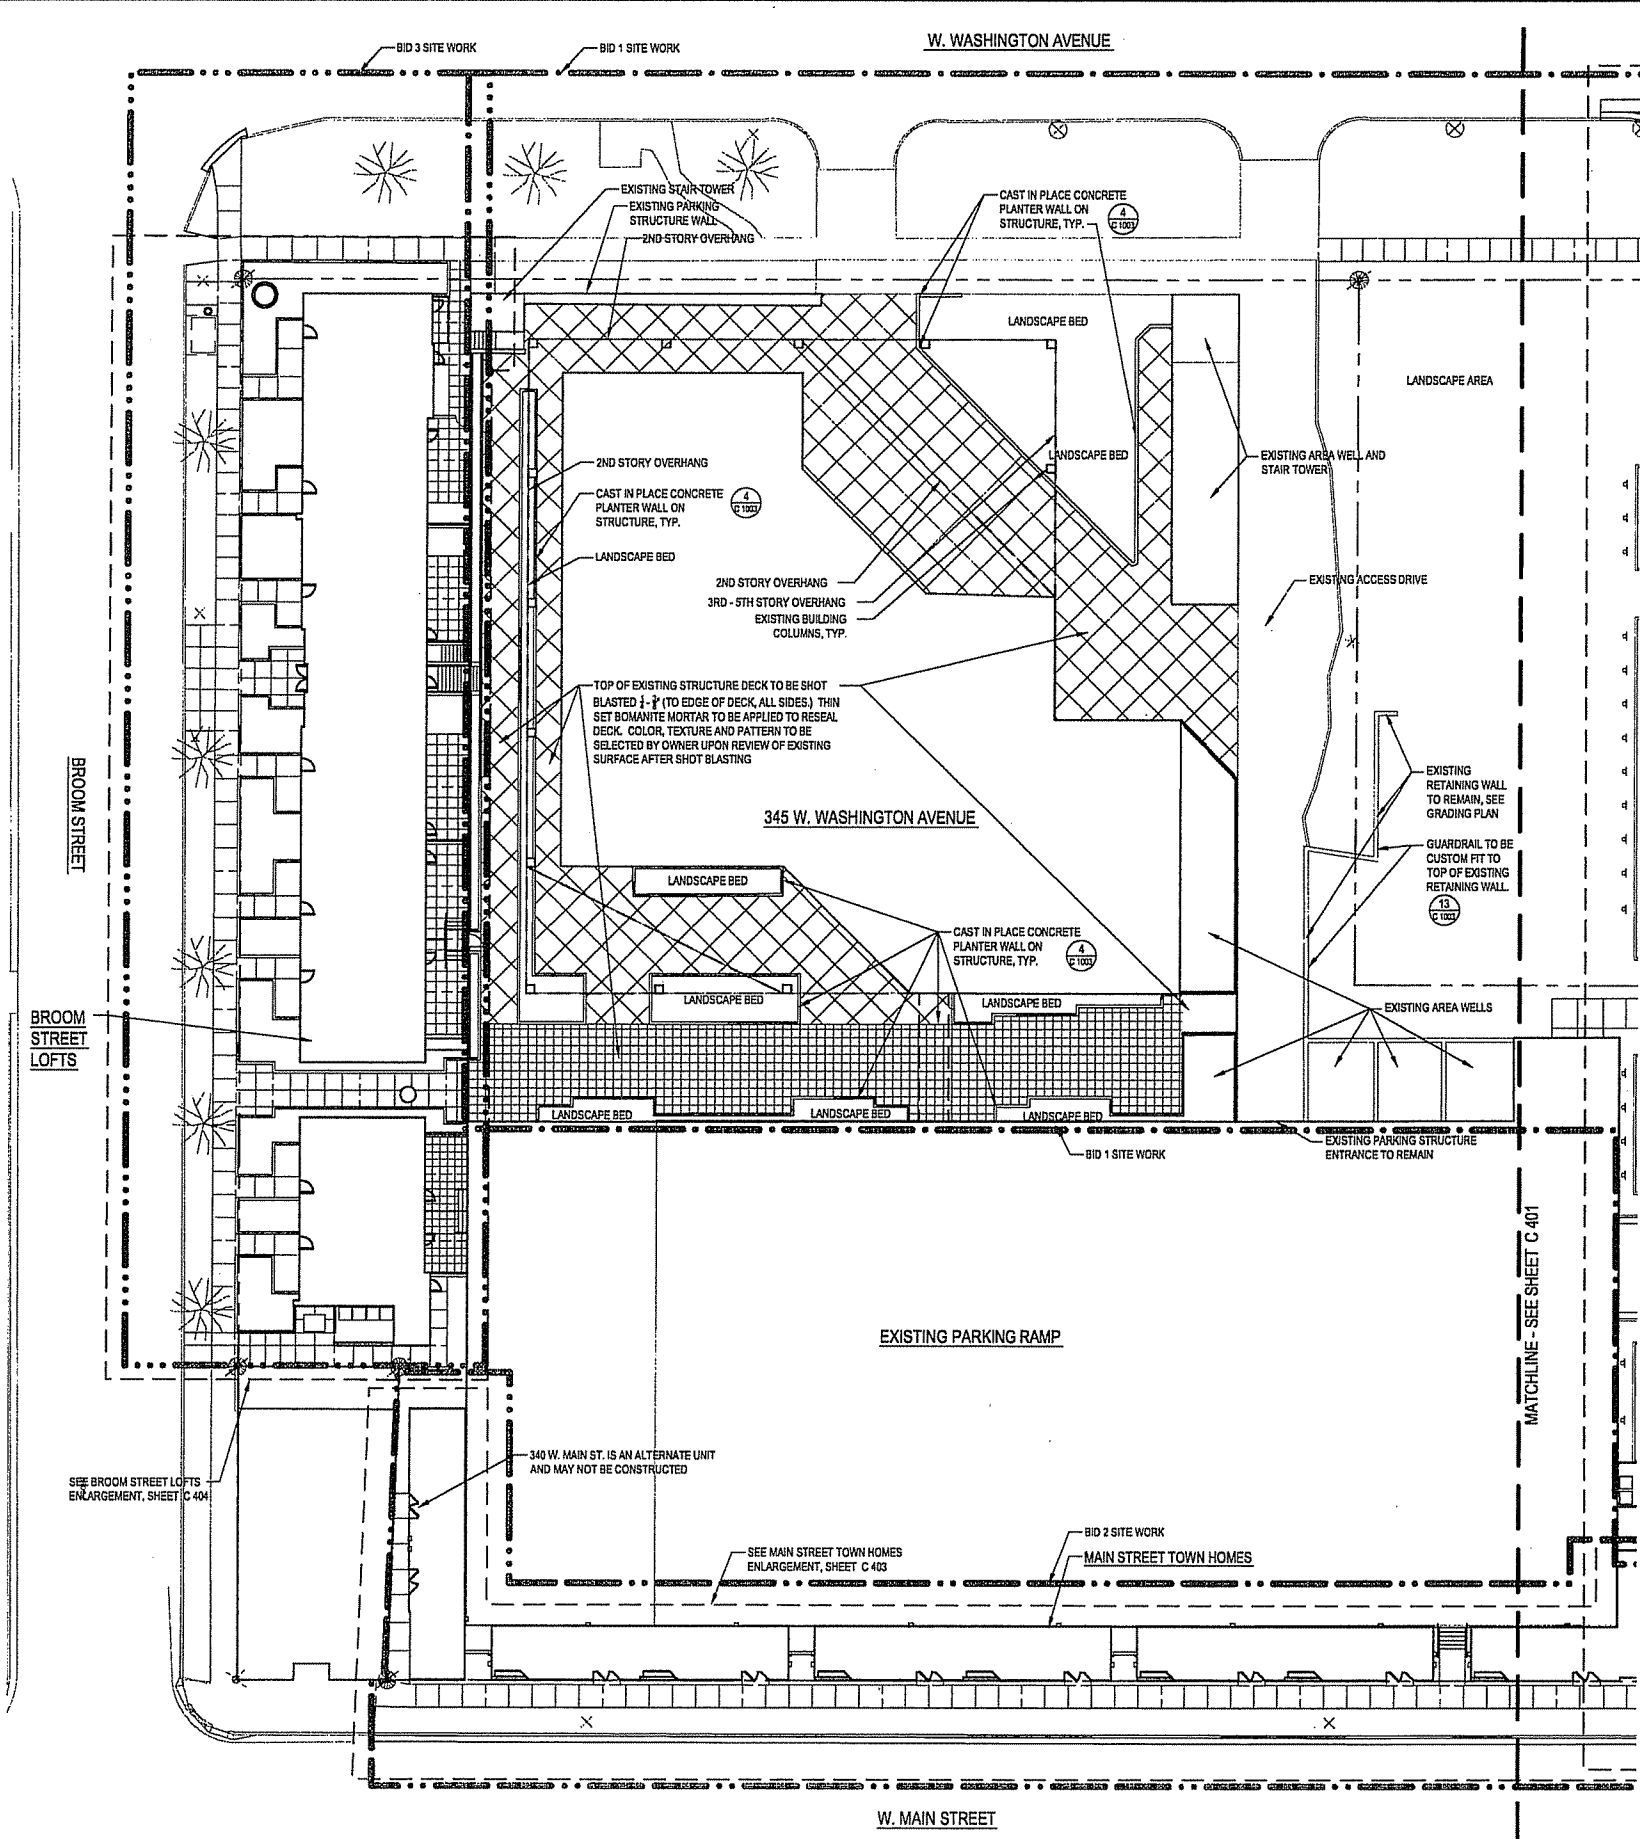 W. WASHINGTON AVENUE
BID 3 SITE WORK
BID 1 SITE WORK
EXISTING STAIR TOWER
EXISTING PARKING
STRUCTURE WALL
2ND STORY OVERHANG
CAST IN PLACE CONCRETE
PLANTER WALL ON
STRUCTURE, TYP.
4
C 1003
LANDSCAPE BED
LANDSCAPE AREA
LANDSCAPE BED
EXISTING AREA WELL AND
STAIR TOWER
2ND STORY OVERHANG
CAST IN PLACE CONCRETE
PLANTER WALL ON
STRUCTURE, TYP.
4
C 1003
LANDSCAPE BED
2ND STORY OVERHANG
3RD - 5TH STORY OVERHANG
EXISTING BUILDING
COLUMNS, TYP.
EXISTING ACCESS DRIVE
TOP OF EXISTING STRUCTURE DECK TO BE SHOT
BLASTED (TO EDGE OF DECK, ALL SIDES.) THIN
SET BOMANITE MORTAR TO BE APPLIED TO RESEAL
DECK. COLOR, TEXTURE AND PATTERN TO BE
SELECTED BY OWNER UPON REVIEW OF EXISTING
SURFACE AFTER SHOT BLASTING
BROOM STREET
345 W. WASHINGTON AVENUE
EXISTING
RETAINING WALL
TO REMAIN, SEE
GRADING PLAN
GUARDRAIL TO BE
CUSTOM FIT TO
TOP OF EXISTING
RETAINING WALL.
13
C 1003
LANDSCAPE BED
CAST IN PLACE CONCRETE
PLANTER WALL ON
STRUCTURE, TYP.
4
C 1003
LANDSCAPE BED
LANDSCAPE BED
EXISTING AREA WELLS
BROOM
STREET
LOFTS
LANDSCAPE BED
LANDSCAPE BED
LANDSCAPE BED
BID 1 SITE WORK
EXISTING PARKING STRUCTURE
ENTRANCE TO REMAIN
MATCHLINE - SEE SHEET C 401
EXISTING PARKING RAMP
340 W. MAIN ST. IS AN ALTERNATE UNIT
AND MAY NOT BE CONSTRUCTED
SEE BROOM STREET LOFTS
ENLARGEMENT, SHEET C 404
SEE MAIN STREET TOWN HOMES
ENLARGEMENT, SHEET C 403
BID 2 SITE WORK
MAIN STREET TOWN HOMES
W. MAIN STREET